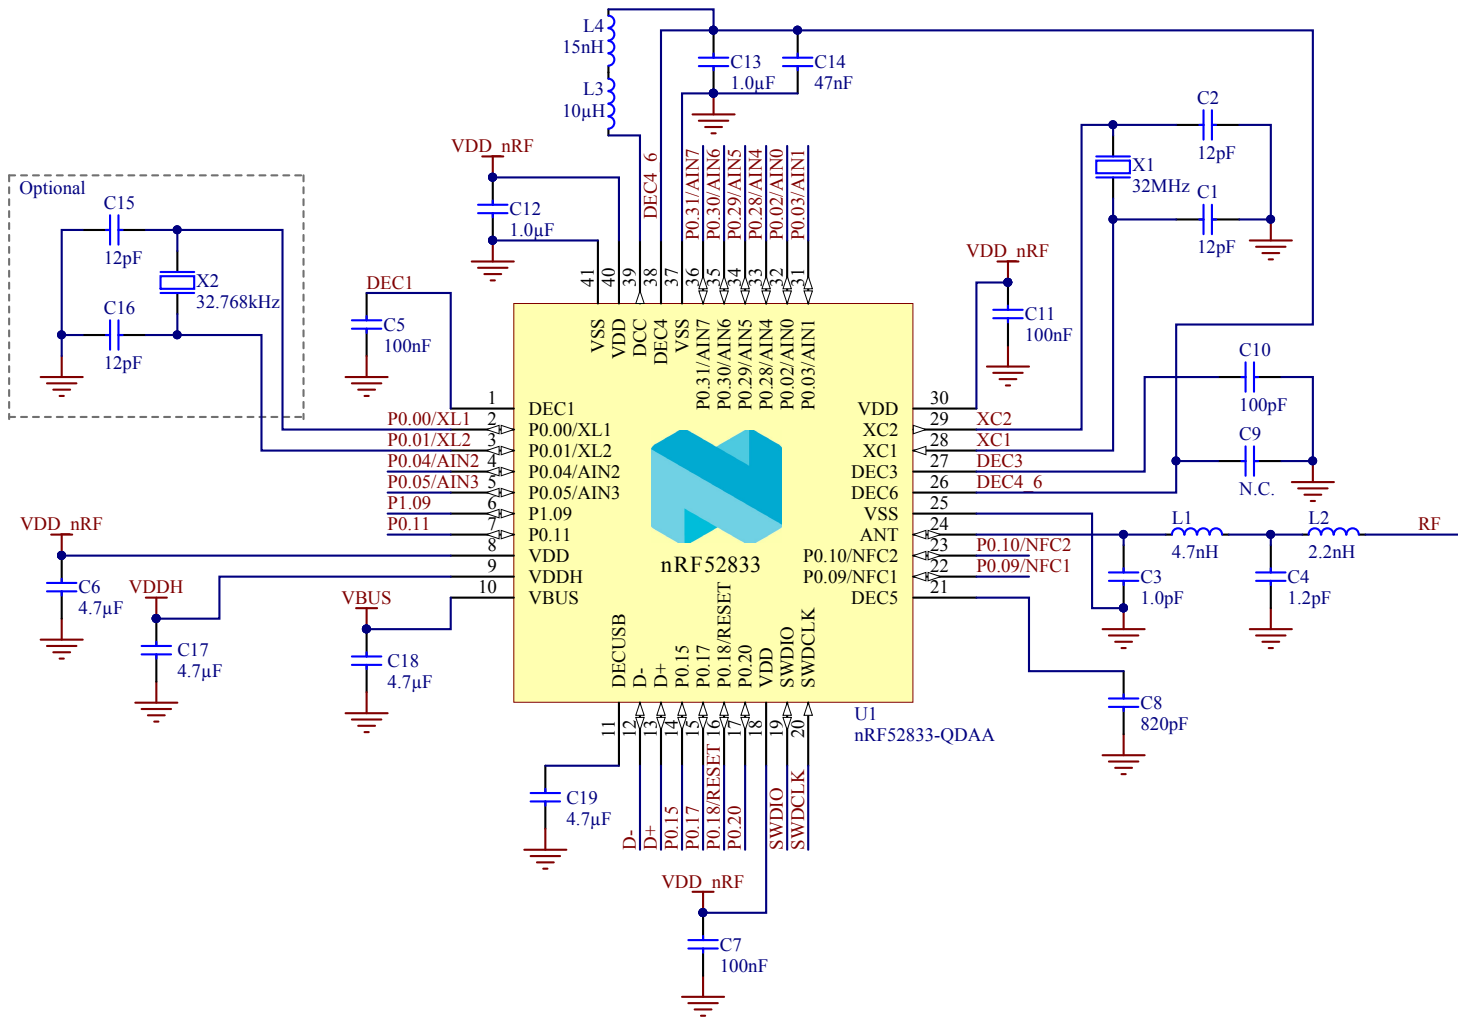 L4
15nH
L3
10µH
C13
1.0µF
C14
47nF
C2
12pF
X1
32MHz
C1
12pF
VDD_nRF
C12
1.0µF
DEC4_6
P0.31/AIN7
P0.30/AIN6
P0.29/AIN5
P0.28/AIN4
P0.02/AIN0
P0.03/AIN1
Optional
C15
12pF
X2
32.768kHz
C16
12pF
DEC1
C5
100nF
VDD_nRF
C11
100nF
C10
100pF
C9
N.C.
41
40
39
38
37
36
35
34
33
32
31
VSS
VDD
DCC
DEC4
VSS
P0.31/AIN7
P0.30/AIN6
P0.29/AIN5
P0.28/AIN4
P0.02/AIN0
P0.03/AIN1
1 DEC1
P0.00/XL1 2 P0.00/XL1
P0.01/XL2 3 P0.01/XL2
P0.04/AIN2 4 P0.04/AIN2
P0.05/AIN3 5 P0.05/AIN3
P1.09 6 P1.09
P0.11 7 P0.11
8 VDD
9 VDDH
10 VBUS
VDD 30
XC2 29 XC2
XC1 28 XC1
DEC3 27 DEC3
DEC6 26 DEC4_6
VSS 25
ANT 24
P0.10/NFC2 23 P0.10/NFC2
P0.09/NFC1 22 P0.09/NFC1
DEC5 21
nRF52833
VDD_nRF
C6
4.7µF
VDDH
C17
4.7µF
VBUS
C18
4.7µF
L1
4.7nH
L2
2.2nH
RF
C3
1.0pF
C4
1.2pF
C8
820pF
DECUSB
D-
D+
P0.15
P0.17
P0.18/RESET
P0.20
VDD
SWDIO
SWDCLK
11
12
13
14
15
16
17
18
19
20
U1
nRF52833-QDAA
C19
4.7µF
D-
D+
P0.15
P0.17
P0.18/RESET
P0.20
SWDIO
SWDCLK
VDD_nRF
C7
100nF